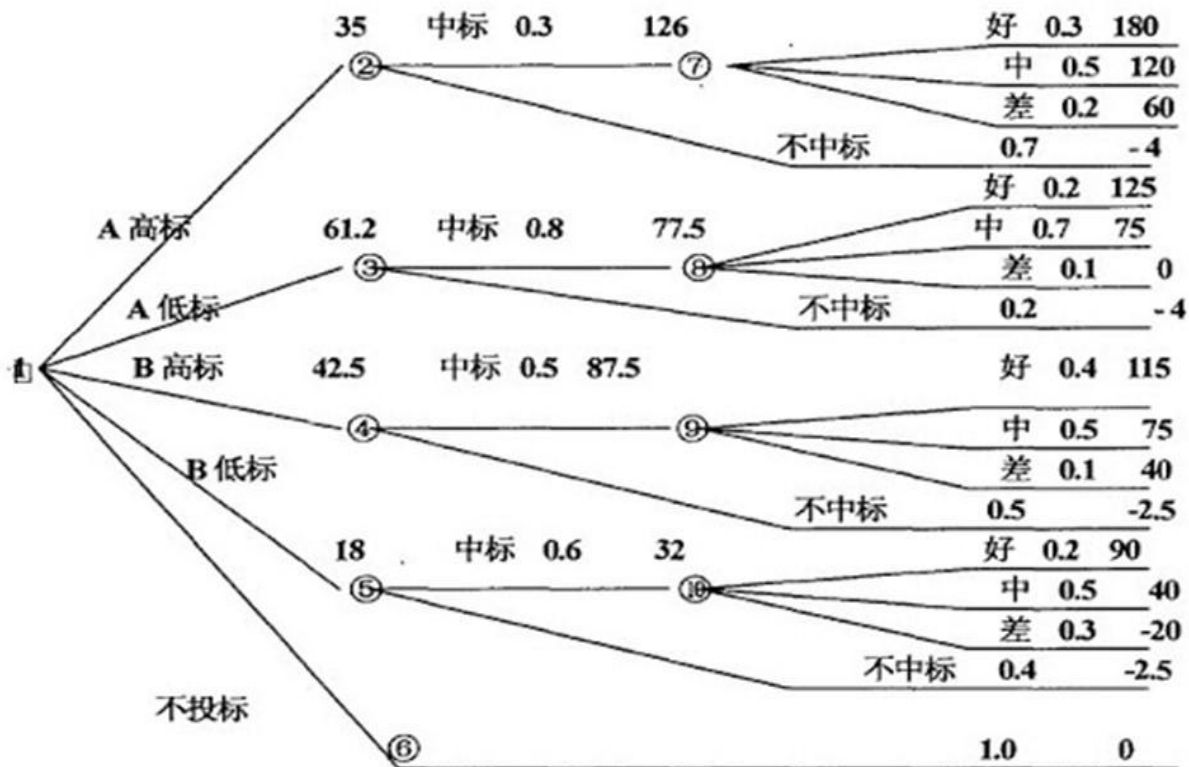 35 中标 0.3 126 好 0.3 180
② ⑦ 中 0.5 120
差 0.2 60
不中标 0.7 -4
好 0.2 125
A 高标 61.2 中标 0.8 77.5 中 0.7 75
③ ⑧ 差 0.1 0
A 低标 不中标 0.2 -4
1 B 高标 42.5 中标 0.5 87.5 好 0.4 115
④ ⑨ 中 0.5 75
B 低标 差 0.1 40
不中标 0.5 -2.5
18 中标 0.6 32 好 0.2 90
⑤ ⑩ 中 0.5 40
差 0.3 -20
不中标 0.4 -2.5
不投标
⑥ 1.0 0